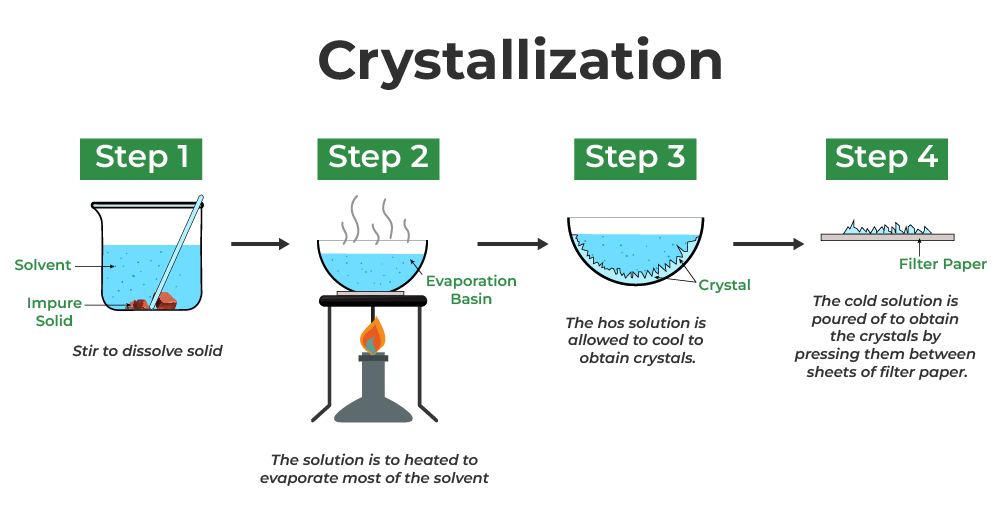 Crystallization
Step 1
Step 2
Step 3
Step 4
Solvent
Impure
Solid
Stir to dissolve solid
Evaporation
Basin
The solution is to heated to
evaporate most of the solvent
Crystal
The hos solution is
allowed to cool to
obtain crystals.
Filter Paper
The cold solution is
poured of to obtain
the crystals by
pressing them between
sheets of filter paper.